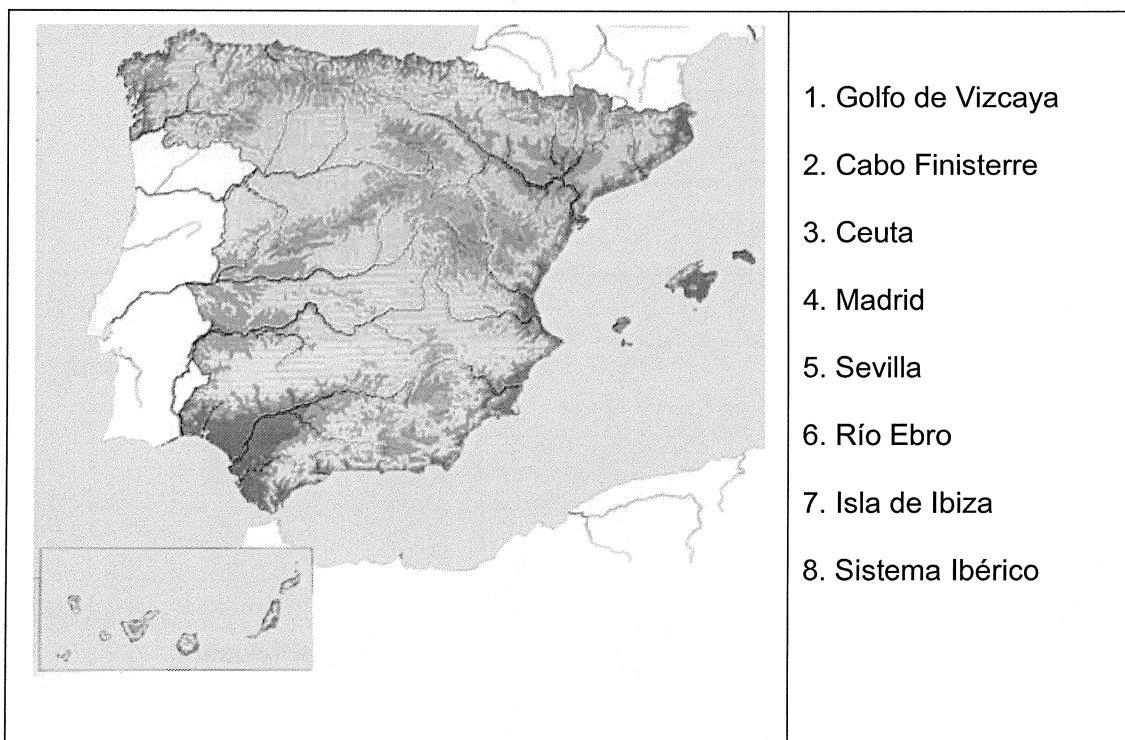 1. Golfo de Vizcaya
2. Cabo Finisterre
3. Ceuta
4. Madrid
5. Sevilla
6. Río Ebro
7. Isla de Ibiza
8. Sistema Ibérico